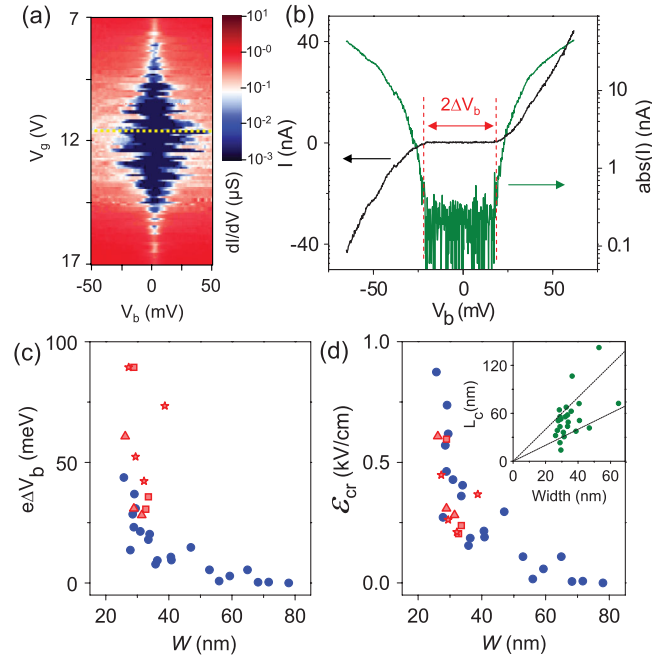 (a)
7
12
17
V_g (V)
-50 0 50
V_b (mV)
10^1
10^-0
10^-1
10^-2
10^-3
dI/dV (μS)
(b)
40
0
-40
I (nA)
2ΔV_b
10
1
0.1
abs(I) (nA)
-50 0 50
V_b (mV)
(c)
100
50
0
eΔV_b (meV)
20 40 60 80
W (nm)
(d)
1.0
0.5
0.0
ℰ_cr (kV/cm)
20 40 60 80
W (nm)
120
60
0
L_c (nm)
0 20 40 60
Width (nm)